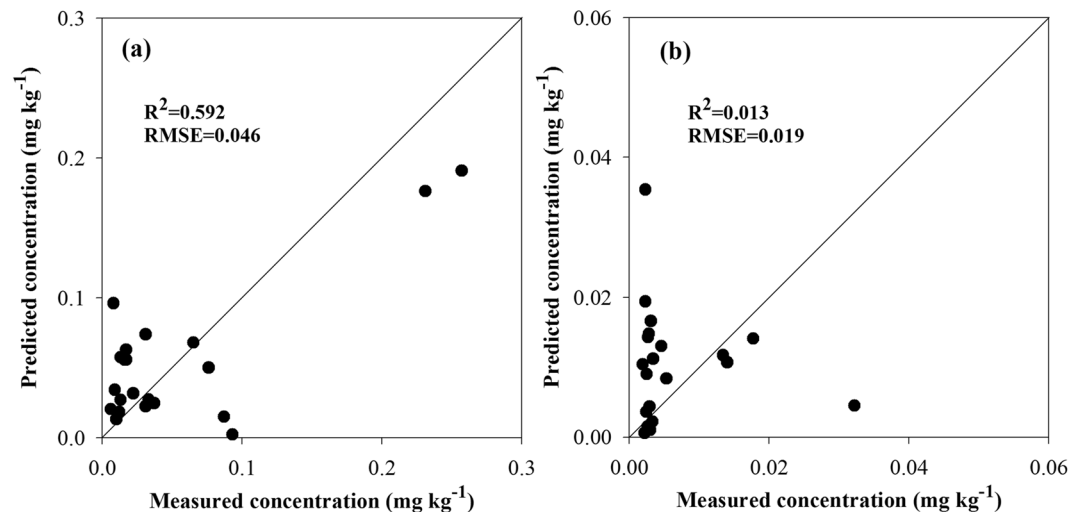 (a)
R²=0.592
RMSE=0.046
Predicted concentration (mg kg⁻¹)
0.3
0.2
0.1
0.0
0.0 0.1 0.2 0.3
Measured concentration (mg kg⁻¹)
(b)
R²=0.013
RMSE=0.019
Predicted concentration (mg kg⁻¹)
0.06
0.04
0.02
0.00
0.00 0.02 0.04 0.06
Measured concentration (mg kg⁻¹)